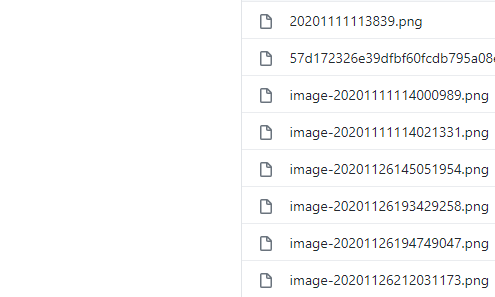 20201111113839.png
57d172326e39dfbf60fcdb795a08
image-20201111114000989.png
image-20201111114021331.png
image-20201126145051954.png
image-20201126193429258.png
image-20201126194749047.png
image-20201126212031173.png